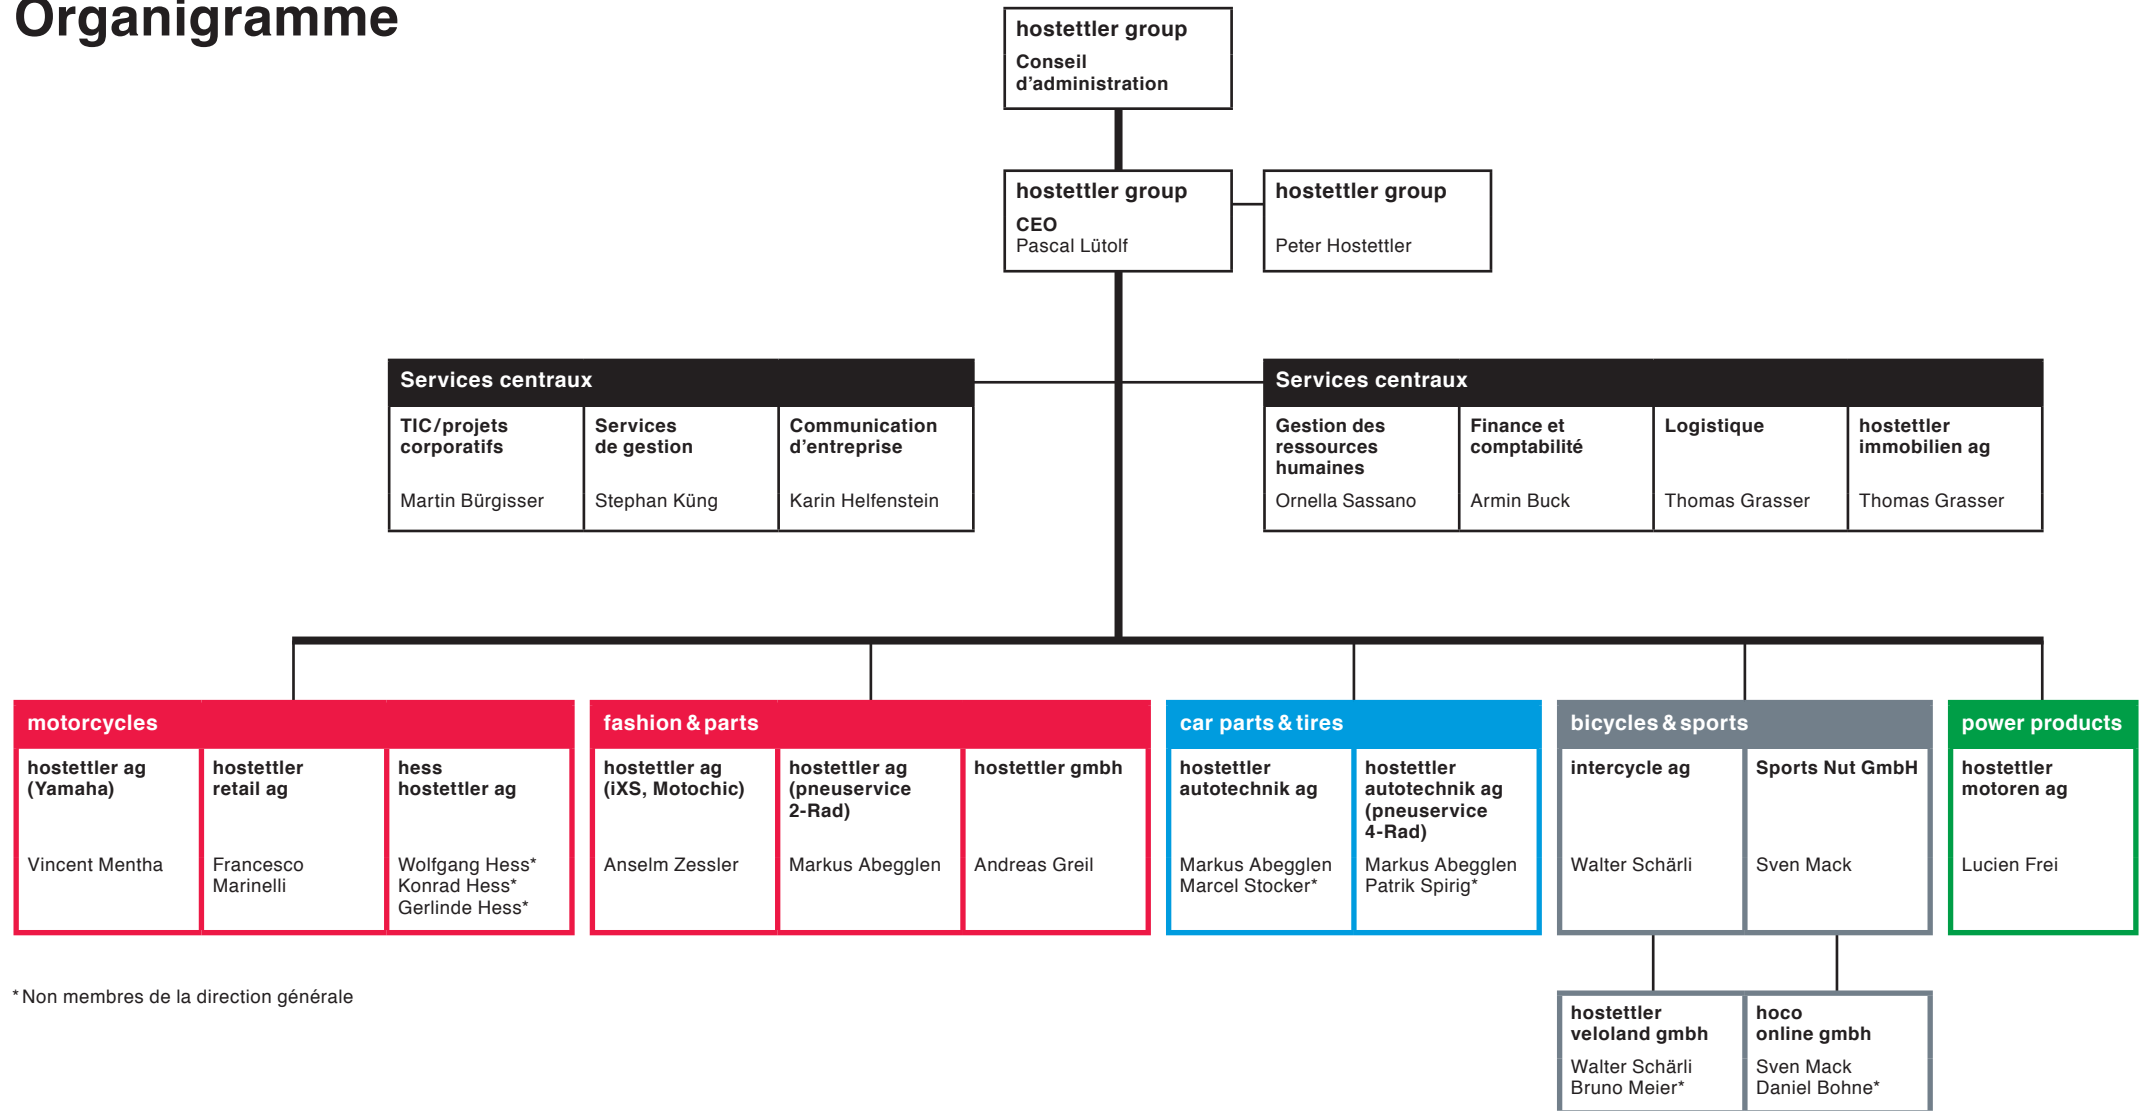 Organigramme
hostettler group
Conseil
d’administration
hostettler group
CEO
Pascal Lütolf
hostettler group
Peter Hostettler
Services centraux
TIC/projets
corporatifs
Martin Bürgisser
Services
de gestion
Stephan Küng
Communication
d’entreprise
Karin Helfenstein
Services centraux
Gestion des
ressources
humaines
Ornella Sassano
Finance et
comptabilité
Armin Buck
Logistique
Thomas Grasser
hostettler
immobilien ag
Thomas Grasser
motorcycles
hostettler ag
(Yamaha)
Vincent Mentha
hostettler
retail ag
Francesco
Marinelli
hess
hostettler ag
Wolfgang Hess*
Konrad Hess*
Gerlinde Hess*
fashion & parts
hostettler ag
(iXS, Motochic)
Anselm Zessler
hostettler ag
(pneuservice
2-Rad)
Markus Abegglen
hostettler gmbh
Andreas Greil
car parts & tires
hostettler
autotechnik ag
Markus Abegglen
Marcel Stocker*
hostettler
autotechnik ag
(pneuservice
4-Rad)
Markus Abegglen
Patrik Spirig*
bicycles & sports
intercycle ag
Walter Schärli
Sports Nut GmbH
Sven Mack
power products
hostettler
motoren ag
Lucien Frei
hostettler
veloland gmbh
Walter Schärli
Bruno Meier*
hoco
online gmbh
Sven Mack
Daniel Bohne*
* Non membres de la direction générale